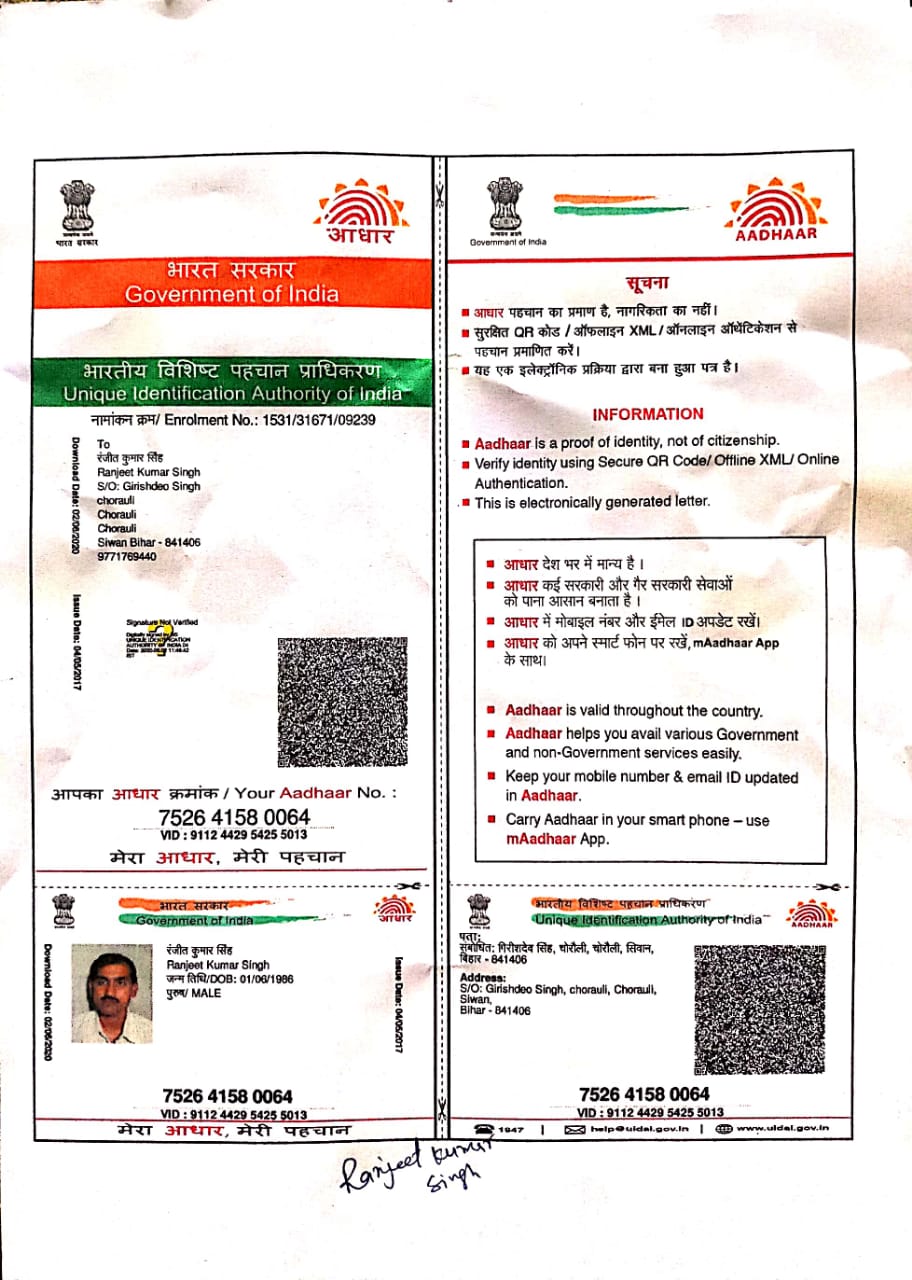 भारत सरकार
आधार
भारत सरकार
Government of India
भारतीय विशिष्ट पहचान प्राधिकरण
Unique Identification Authority of India
नामांकन क्रम/ Enrolment No.: 1531/31671/09239
Download Date: 02/06/2020
To
रंजीत कुमार सिंह
Ranjeet Kumar Singh
S/O: Girishdeo Singh
chorauli
Chorauli
Chorauli
Siwan Bihar - 841406
9771769440
Issue Date: 04/05/2017
Signature Not Verified
Digitally signed by
UNIQUE IDENTIFICATION
AUTHORITY OF INDIA
IST
आपका आधार क्रमांक / Your Aadhaar No. :
7526 4158 0064
VID : 9112 4429 5425 5013
मेरा आधार, मेरी पहचान
Government of India
AADHAAR
सूचना
आधार पहचान का प्रमाण है, नागरिकता का नहीं।
सुरक्षित QR कोड / ऑफलाइन XML / ऑनलाइन ऑथेंटिकेशन से
पहचान प्रमाणित करें।
यह एक इलेक्ट्रॉनिक प्रक्रिया द्वारा बना हुआ पत्र है।
INFORMATION
Aadhaar is a proof of identity, not of citizenship.
Verify identity using Secure QR Code/ Offline XML/ Online
Authentication.
This is electronically generated letter.
आधार देश भर में मान्य है।
आधार कई सरकारी और गैर सरकारी सेवाओं
को पाना आसान बनाता है।
आधार में मोबाइल नंबर और ईमेल ID अपडेट रखें।
आधार को अपने स्मार्ट फोन पर रखें, mAadhaar App
के साथ।
Aadhaar is valid throughout the country.
Aadhaar helps you avail various Government
and non-Government services easily.
Keep your mobile number & email ID updated
in Aadhaar.
Carry Aadhaar in your smart phone – use
mAadhaar App.
भारत सरकार
Government of India
आधार
Download Date: 02/06/2020
रंजीत कुमार सिंह
Ranjeet Kumar Singh
जन्म तिथि/DOB: 01/06/1986
पुरुष/ MALE
Issue Date: 04/05/2017
7526 4158 0064
VID : 9112 4429 5425 5013
मेरा आधार, मेरी पहचान
भारतीय विशिष्ट पहचान प्राधिकरण
Unique Identification Authority of India
AADHAAR
पता:
संबोधित: गिरीशदेव सिंह, चोरौली, चोरौली, सिवान,
बिहार - 841406
Address:
S/O: Girishdeo Singh, chorauli, Chorauli,
Siwan,
Bihar - 841406
7526 4158 0064
VID : 9112 4429 5425 5013
1947 | help@uidai.gov.in | www.uidai.gov.in
Ranjeet Kumar
Singh